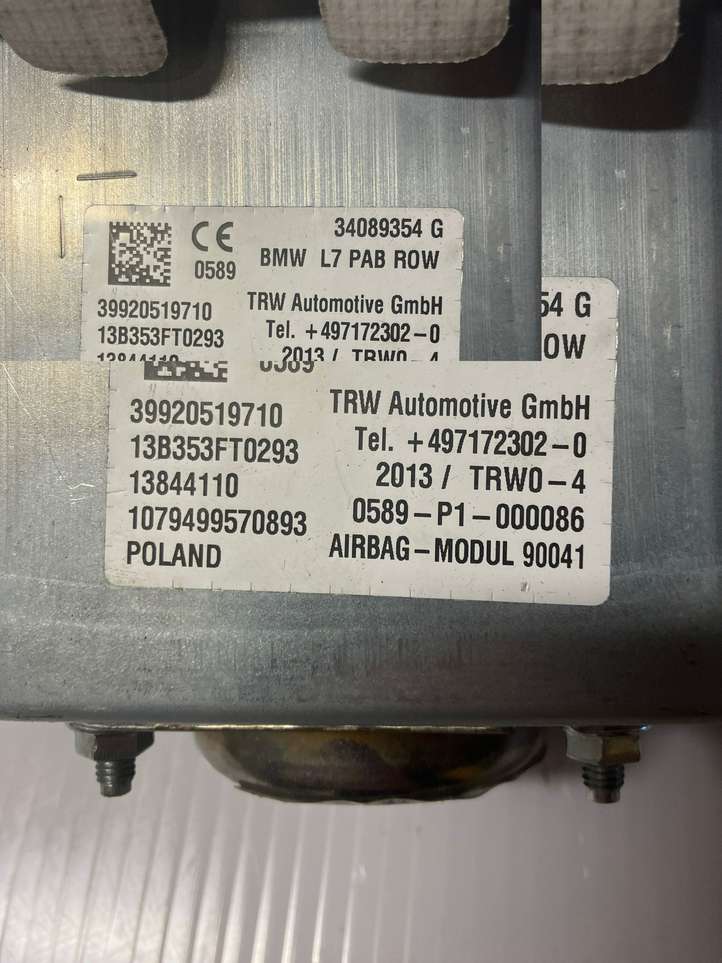 34089354 G
CE
0589
BMW L7 PAB ROW
39920519710
TRW Automotive GmbH
13B353FT0293
Tel. +497172302-0
13844110
2013 / TRW0-4
54 G
OW
0589
39920519710
TRW Automotive GmbH
13B353FT0293
Tel. +497172302-0
13844110
2013 / TRW0-4
1079499570893
0589-P1-000086
POLAND
AIRBAG-MODUL 90041